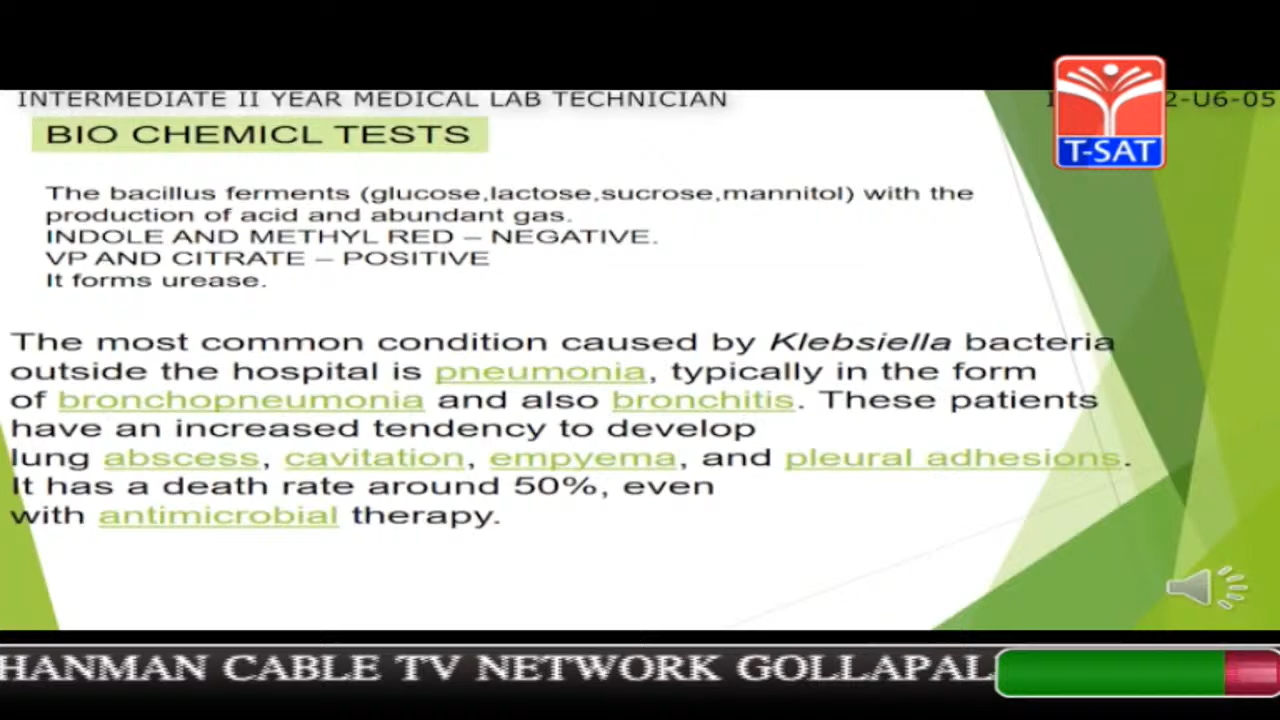 INTERMEDIATE II YEAR MEDICAL LAB TECHNICIAN
2-U6-05
T-SAT
BIO CHEMICL TESTS
The bacillus ferments (glucose,lactose,sucrose,mannitol) with the
production of acid and abundant gas.
INDOLE AND METHYL RED – NEGATIVE.
VP AND CITRATE – POSITIVE
It forms urease.
The most common condition caused by Klebsiella bacteria
outside the hospital is pneumonia, typically in the form
of bronchopneumonia and also bronchitis. These patients
have an increased tendency to develop
lung abscess, cavitation, empyema, and pleural adhesions.
It has a death rate around 50%, even
with antimicrobial therapy.
HANMAN CABLE TV NETWORK GOLLAPAL